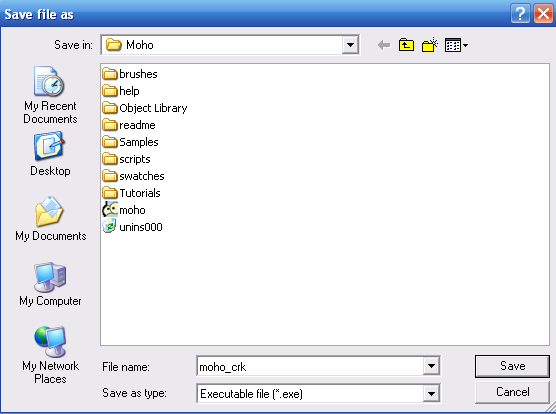 Save file as
Save in: Moho
brushes
help
Object Library
readme
Samples
scripts
swatches
Tutorials
moho
unins000
My Recent
Documents
Desktop
My Documents
My Computer
My Network
Places
File name: moho_crk Save
Save as type: Executable file (*.exe) Cancel